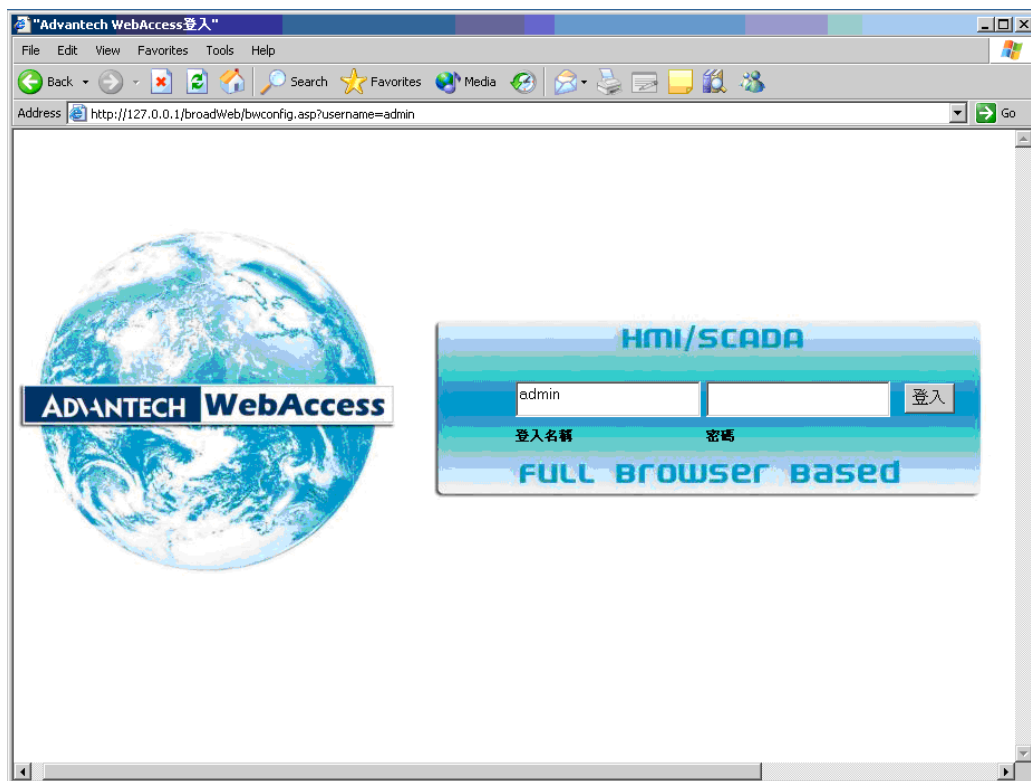 "Advantech WebAccess登入"
File Edit View Favorites Tools Help
Back Search Favorites Media
Address http://127.0.0.1/broadWeb/bwconfig.asp?username=admin Go
HMI/SCADA
admin 登入
ADVANTECH WebAccess
登入名稱 密碼
FULL Browser Based